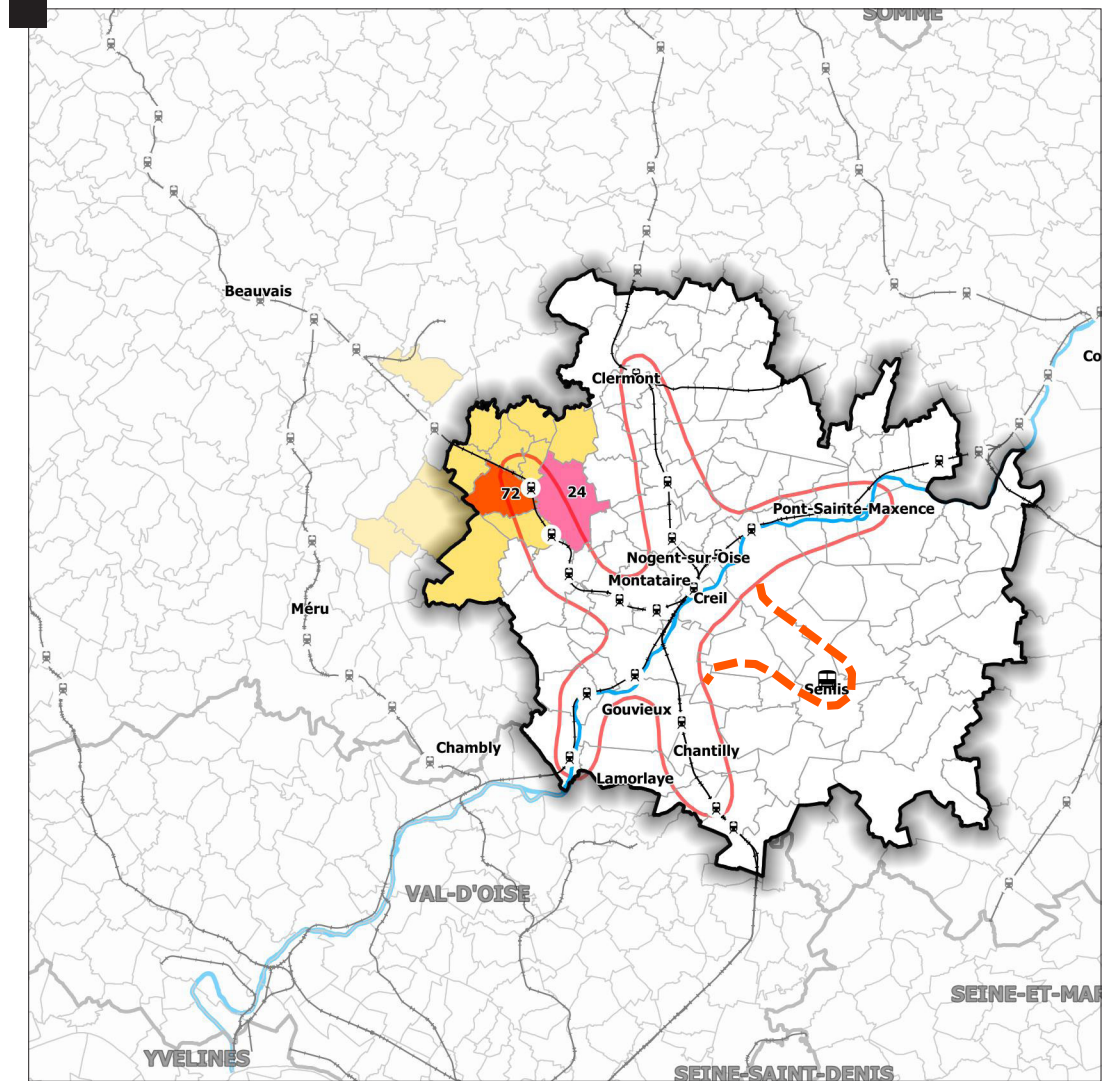 SOMME
Beauvais
Co
Clermont
72
24
Pont-Sainte-Maxence
Nogent-sur-Oise
Montataire
Creil
Méru
Senlis
Gouvieux
Chambly
Chantilly
Lamorlaye
VAL-D'OISE
SEINE-ET-MAR
YVELINES
SEINE-SAINT-DENIS